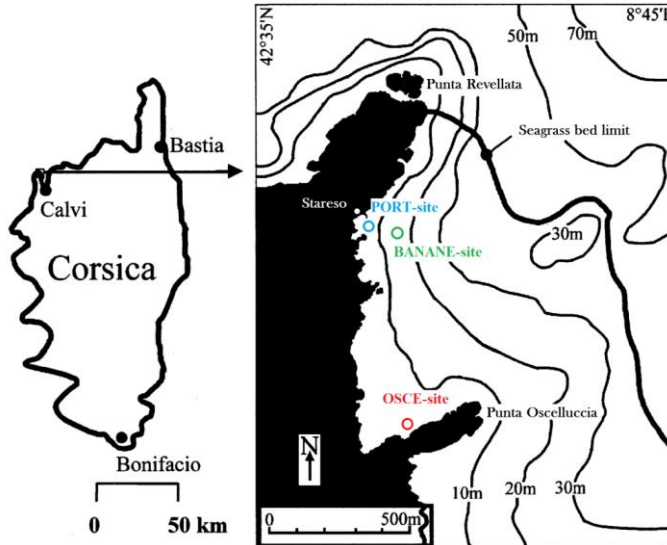 Bastia
Calvi
Corsica
Bonifacio
0 50 km
42°35'N
8°45'E
50m
70m
Punta Revellata
Seagrass bed limit
Stareso
PORT-site
30m
BANANE-site
OSCE-site
Punta Oscelluccia
N
10m
20m
30m
0 500m